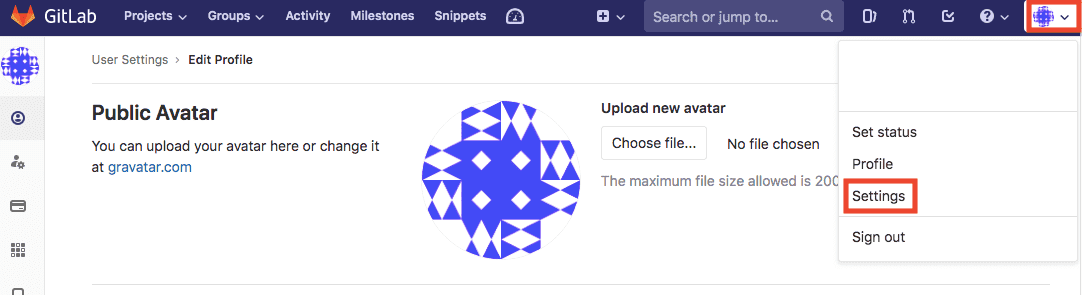 GitLab Projects Groups Activity Milestones Snippets Search or jump to...
User Settings › Edit Profile
Public Avatar
You can upload your avatar here or change it
at gravatar.com
Upload new avatar
Choose file... No file chosen
The maximum file size allowed is 200
Set status
Profile
Settings
Sign out